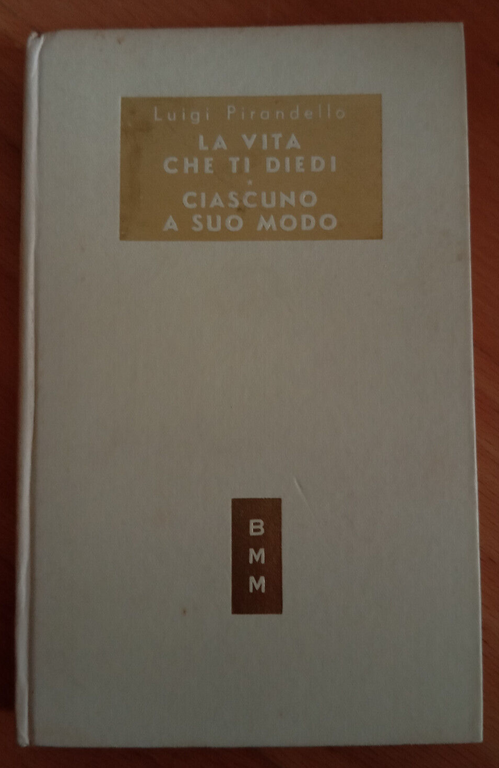 Luigi Pirandello
LA VITA
CHE TI DIEDI
•
CIASCUNO
A SUO MODO
B
M
M